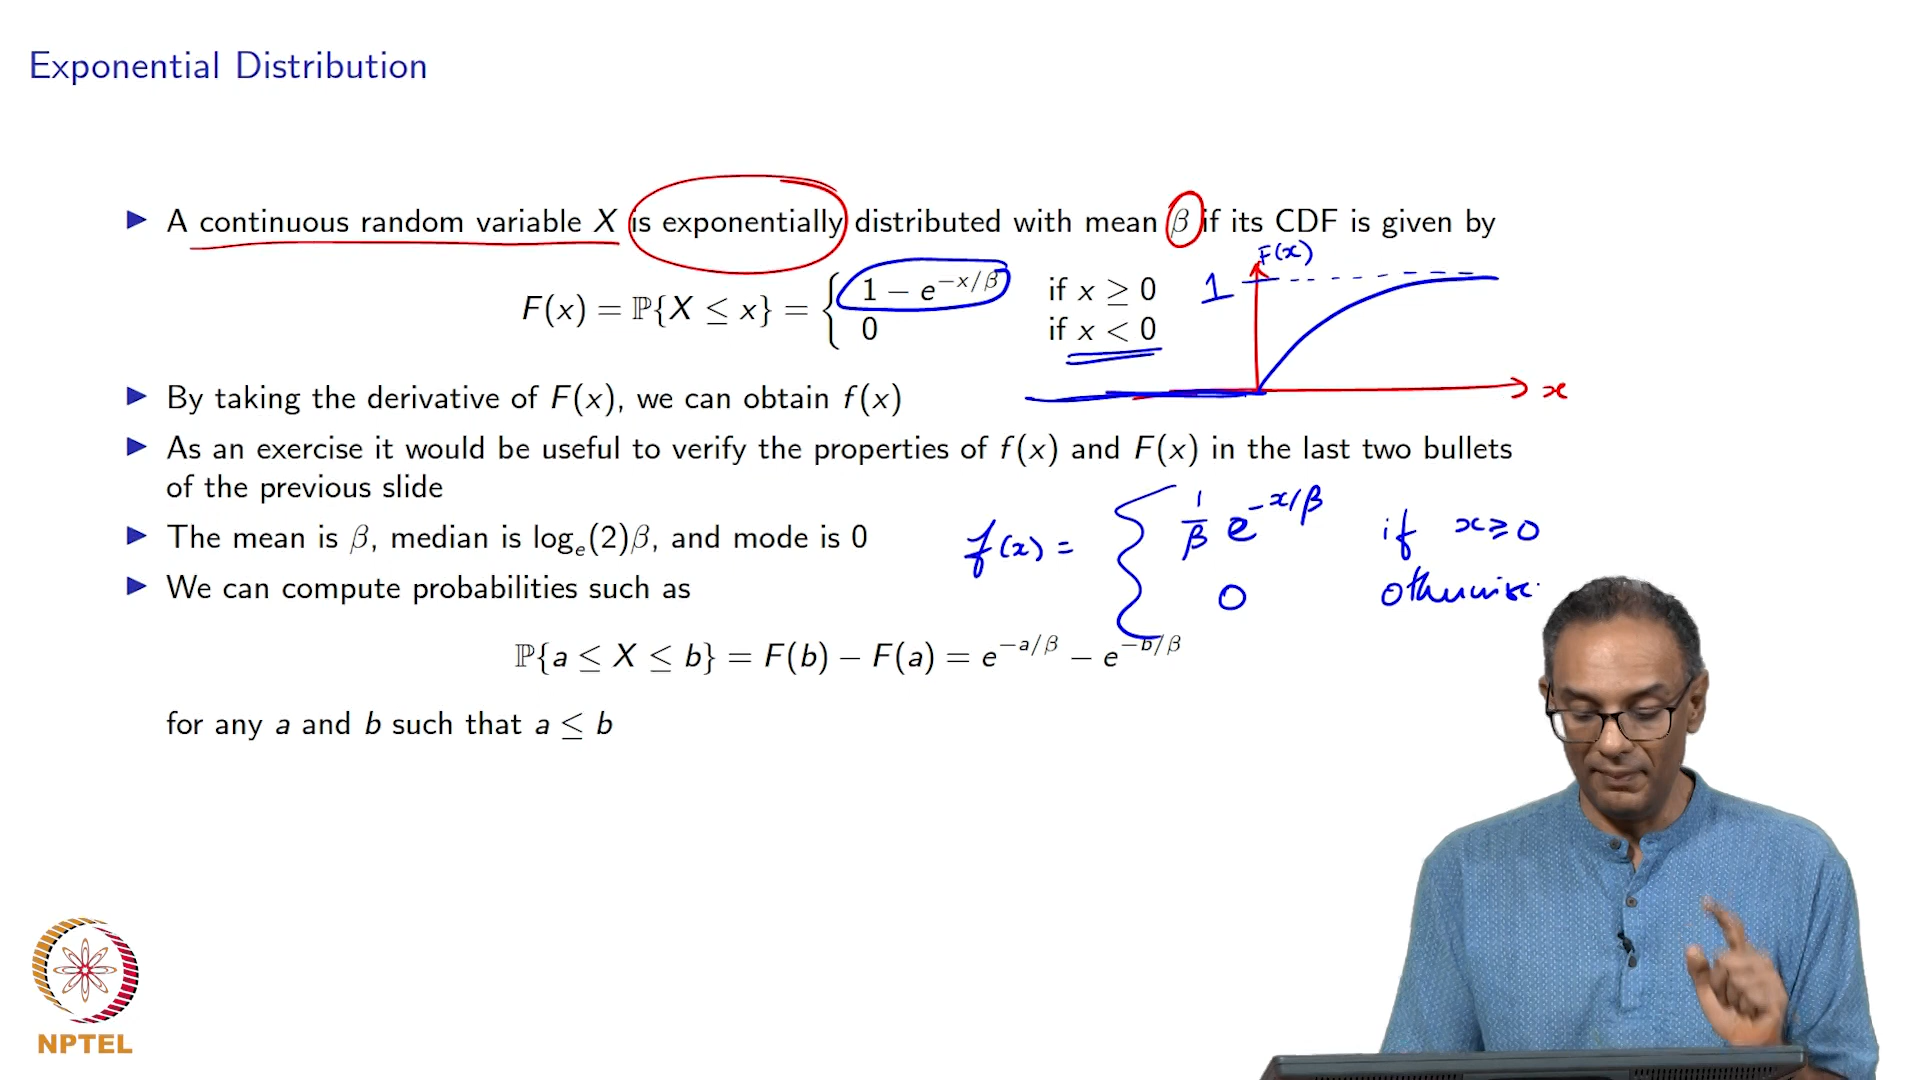 Exponential Distribution
▶ A continuous random variable X is exponentially distributed with mean β if its CDF is given by
F(x)
F(x) = ℙ{X ≤ x} = { 1 − e^{−x/β} if x ≥ 0
0 if x < 0
1
x
▶ By taking the derivative of F(x), we can obtain f(x)
▶ As an exercise it would be useful to verify the properties of f(x) and F(x) in the last two bullets
of the previous slide
f(x) = { 1/β e^{−x/β} if x ≥ 0
0 otherwise.
▶ The mean is β, median is log_e(2)β, and mode is 0
▶ We can compute probabilities such as
ℙ{a ≤ X ≤ b} = F(b) − F(a) = e^{−a/β} − e^{−b/β}
for any a and b such that a ≤ b
NPTEL